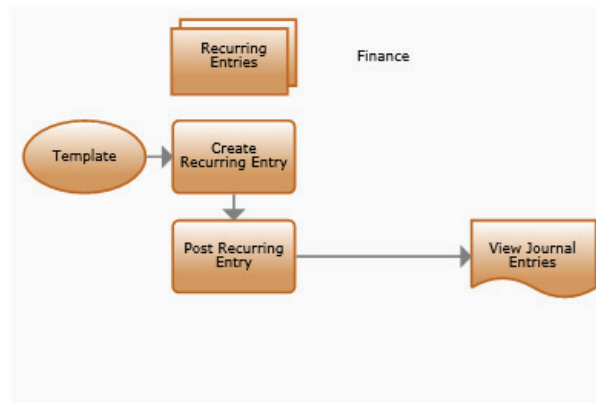 Recurring
Entries
Finance
Template
Create
Recurring Entry
Post Recurring
Entry
View Journal
Entries